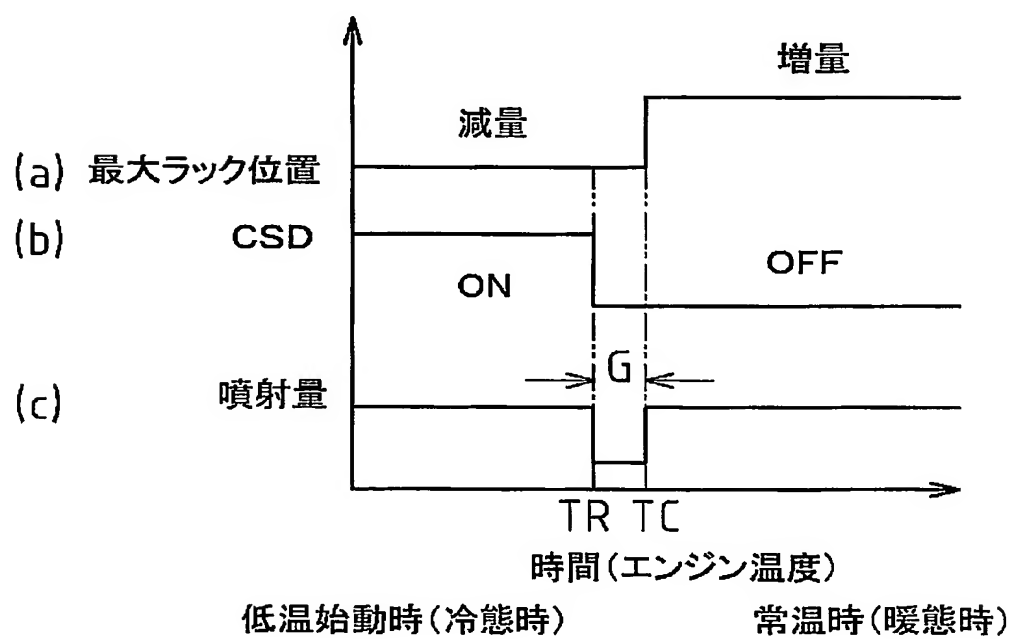 増量
減量
(a) 最大ラック位置
(b) CSD
ON
OFF
G
(c) 噴射量
TR TC
時間(エンジン温度)
低温始動時(冷態時) 常温時(暖態時)